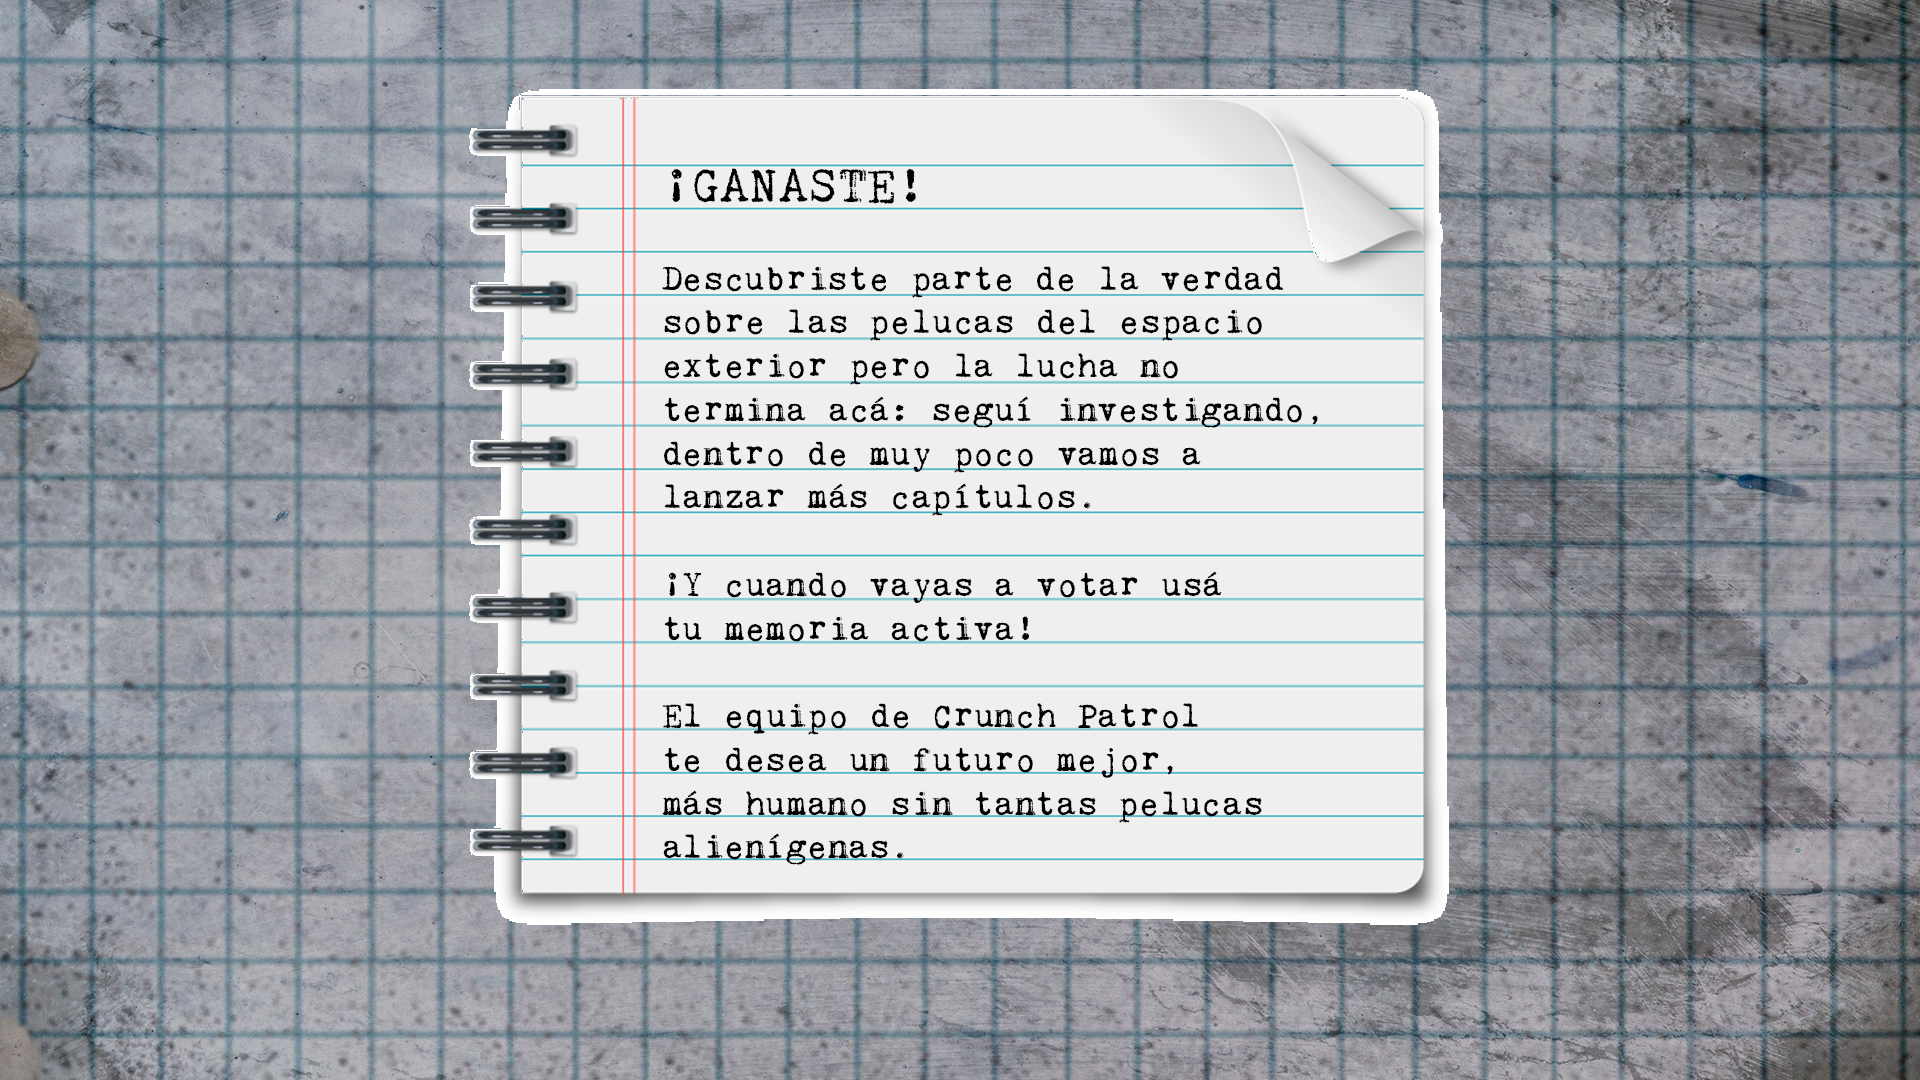 ¡GANASTE!
Descubriste parte de la verdad
sobre las pelucas del espacio
exterior pero la lucha no
termina acá: seguí investigando,
dentro de muy poco vamos a
lanzar más capítulos.
¡Y cuando vayas a votar usá
tu memoria activa!
El equipo de Crunch Patrol
te desea un futuro mejor,
más humano sin tantas pelucas
alienígenas.